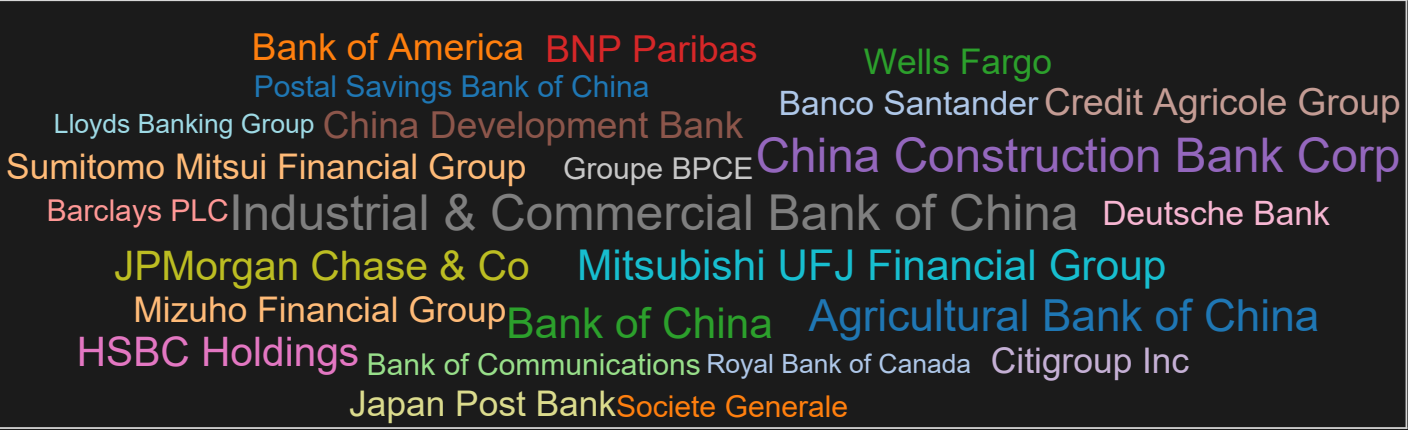 Bank of America BNP Paribas Wells Fargo
Postal Savings Bank of China
Banco Santander Credit Agricole Group
Lloyds Banking Group China Development Bank
Sumitomo Mitsui Financial Group Groupe BPCE China Construction Bank Corp
Barclays PLC Industrial & Commercial Bank of China Deutsche Bank
JPMorgan Chase & Co Mitsubishi UFJ Financial Group
Mizuho Financial Group Bank of China Agricultural Bank of China
HSBC Holdings Bank of Communications Royal Bank of Canada Citigroup Inc
Japan Post Bank Societe Generale